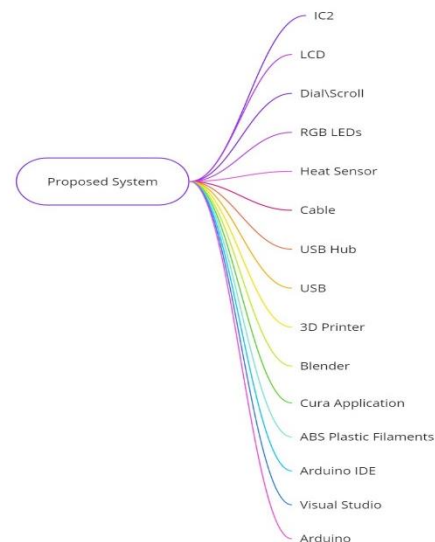 IC2
LCD
Dial\Scroll
RGB LEDs
Heat Sensor
Proposed System
Cable
USB Hub
USB
3D Printer
Blender
Cura Application
ABS Plastic Filaments
Arduino IDE
Visual Studio
Arduino